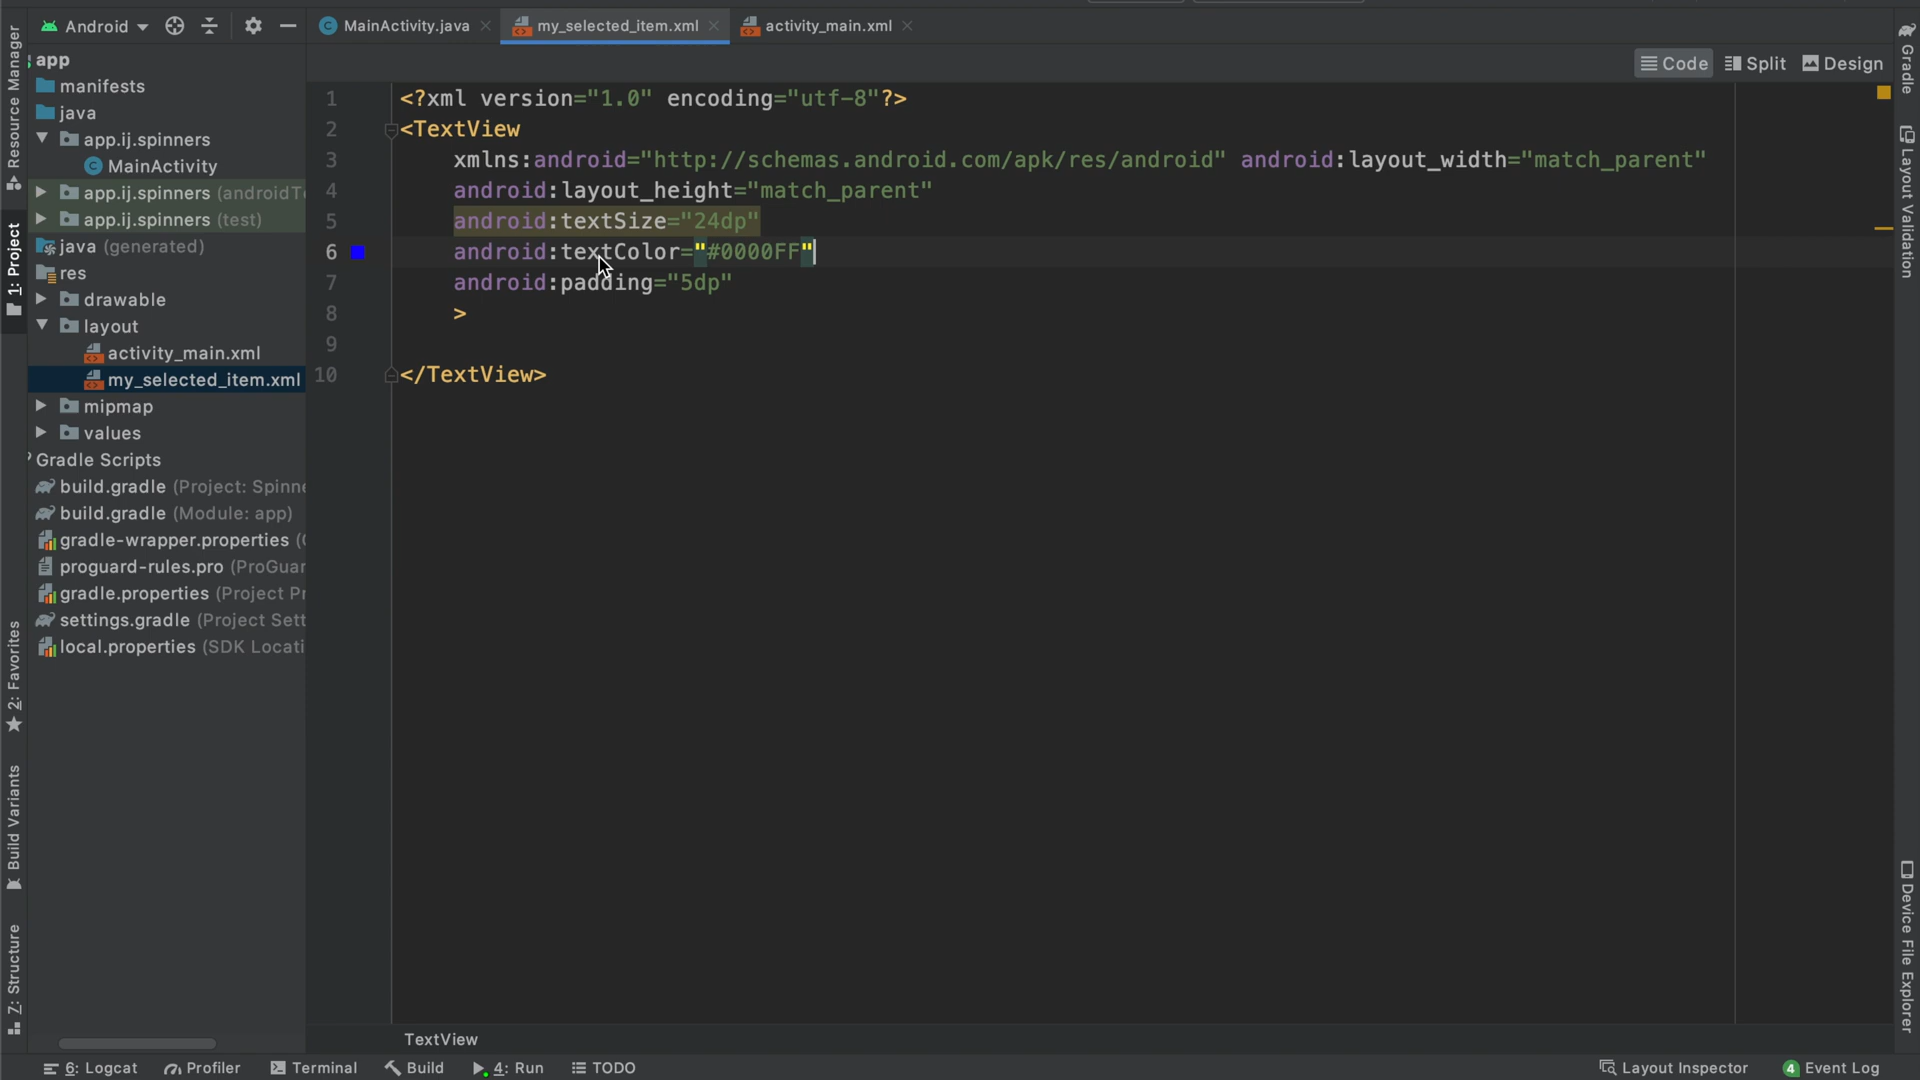 Android
MainActivity.java
my_selected_item.xml
activity_main.xml
Code
Split
Design
Resource Manager
1: Project
2: Favorites
Build Variants
Z: Structure
app
manifests
java
app.ij.spinners
MainActivity
app.ij.spinners (androidTe
app.ij.spinners (test)
java (generated)
res
drawable
layout
activity_main.xml
my_selected_item.xml
mipmap
values
Gradle Scripts
build.gradle (Project: Spinne
build.gradle (Module: app)
gradle-wrapper.properties (G
proguard-rules.pro (ProGuar
gradle.properties (Project Pr
settings.gradle (Project Sett
local.properties (SDK Locati
1 <?xml version="1.0" encoding="utf-8"?>
2 <TextView
3 xmlns:android="http://schemas.android.com/apk/res/android" android:layout_width="match_parent"
4 android:layout_height="match_parent"
5 android:textSize="24dp"
6 android:textColor="#0000FF"
7 android:padding="5dp"
8 >
9
10 </TextView>
Gradle
Layout Validation
Device File Explorer
TextView
6: Logcat
Profiler
Terminal
Build
4: Run
TODO
Layout Inspector
4 Event Log